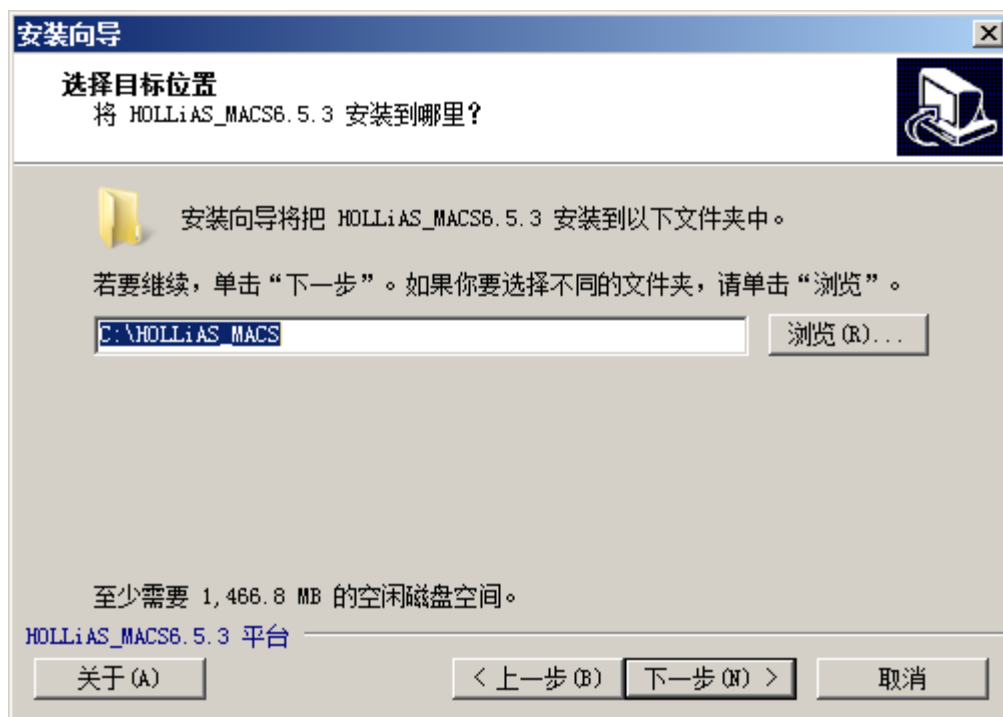 安装向导
选择目标位置
将 HOLLiAS_MACS6.5.3 安装到哪里?
安装向导将把 HOLLiAS_MACS6.5.3 安装到以下文件夹中。
若要继续，单击“下一步”。如果你要选择不同的文件夹，请单击“浏览”。
C:\HOLLiAS_MACS
浏览(R)...
至少需要 1,466.8 MB 的空闲磁盘空间。
HOLLiAS_MACS6.5.3 平台
关于(A) < 上一步(B) 下一步(N) > 取消